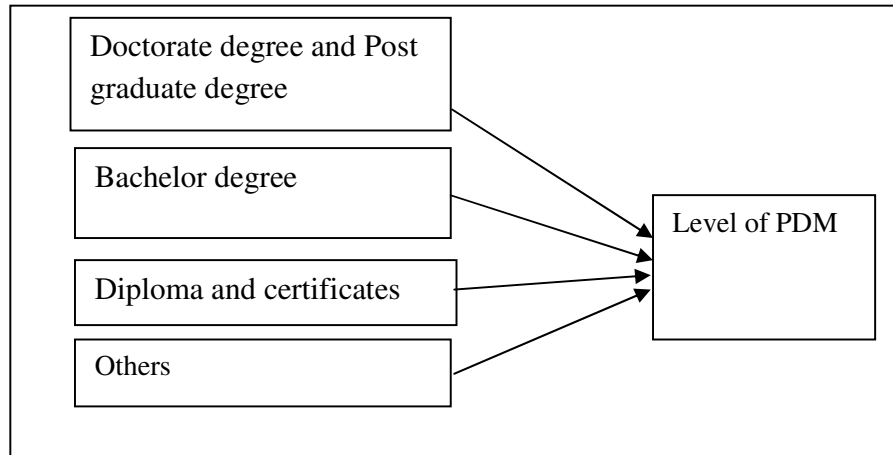 Doctorate degree and Post
graduate degree
Bachelor degree
Diploma and certificates
Others
Level of PDM